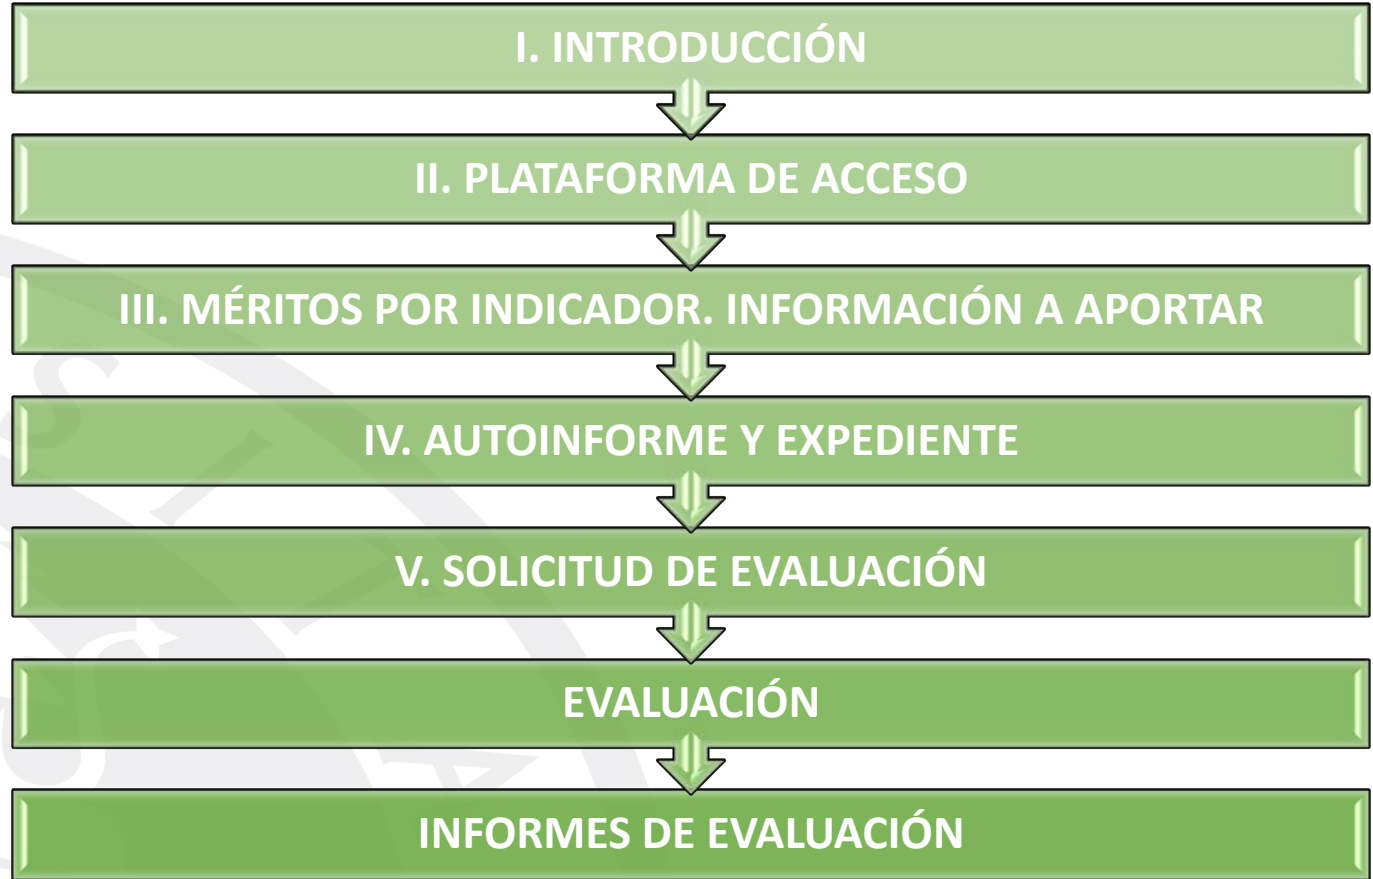 I. INTRODUCCIÓN
II. PLATAFORMA DE ACCESO
III. MÉRITOS POR INDICADOR. INFORMACIÓN A APORTAR
IV. AUTOINFORME Y EXPEDIENTE
V. SOLICITUD DE EVALUACIÓN
EVALUACIÓN
INFORMES DE EVALUACIÓN